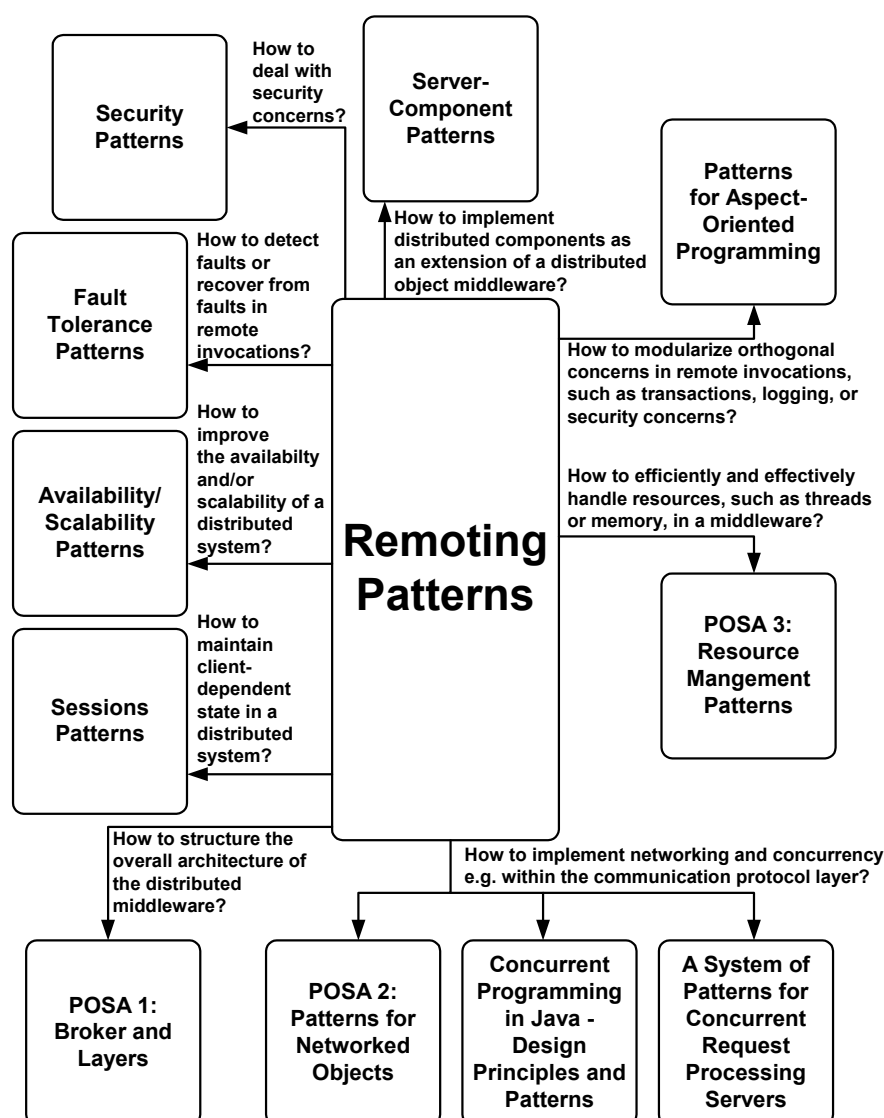 How to
deal with
security
concerns?
Security
Patterns
Server-
Component
Patterns
Patterns
for Aspect-
Oriented
Programming
How to implement
distributed components as
an extension of a distributed
object middleware?
How to detect
faults or
recover from
faults in
remote
invocations?
Fault
Tolerance
Patterns
How to modularize orthogonal
concerns in remote invocations,
such as transactions, logging, or
security concerns?
How to
improve
the availabilty
and/or
scalability of a
distributed
system?
Availability/
Scalability
Patterns
How to efficiently and effectively
handle resources, such as threads
or memory, in a middleware?
Remoting
Patterns
POSA 3:
Resource
Mangement
Patterns
How to
maintain
client-
dependent
state in a
distributed
system?
Sessions
Patterns
How to structure the
overall architecture of
the distributed
middleware?
How to implement networking and concurrency
e.g. within the communication protocol layer?
POSA 1:
Broker and
Layers
POSA 2:
Patterns for
Networked
Objects
Concurrent
Programming
in Java -
Design
Principles and
Patterns
A System of
Patterns for
Concurrent
Request
Processing
Servers